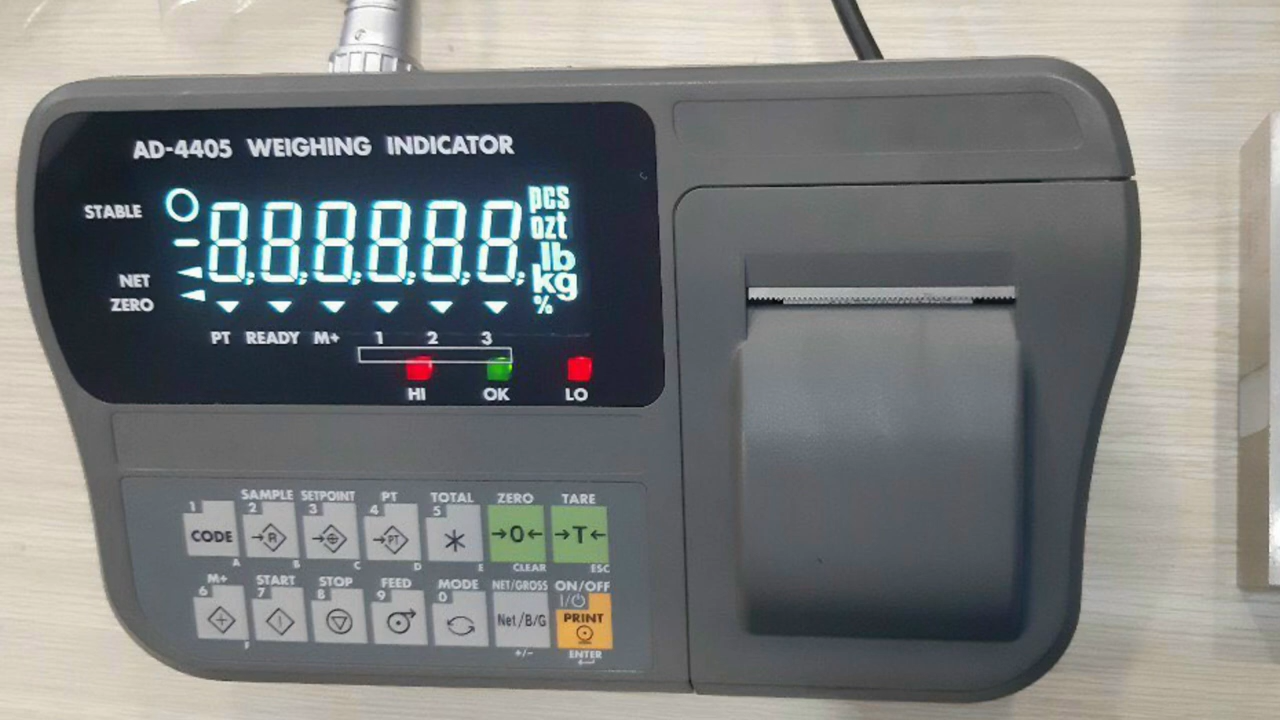 AD-4405 WEIGHING INDICATOR
STABLE
NET
ZERO
8.8.8.8.8.8.
pcs
ozt
lb
kg
%
PT READY M+ 1 2 3
HI OK LO
SAMPLE SETPOINT PT TOTAL ZERO TARE
1 2 3 4 5
CODE R PT * →0← →T←
A B C D E CLEAR ESC
M+ START STOP FEED MODE NET/GROSS ON/OFF
6 7 8 9 0 I/⏻
Net/B/G PRINT
F +/- ENTER